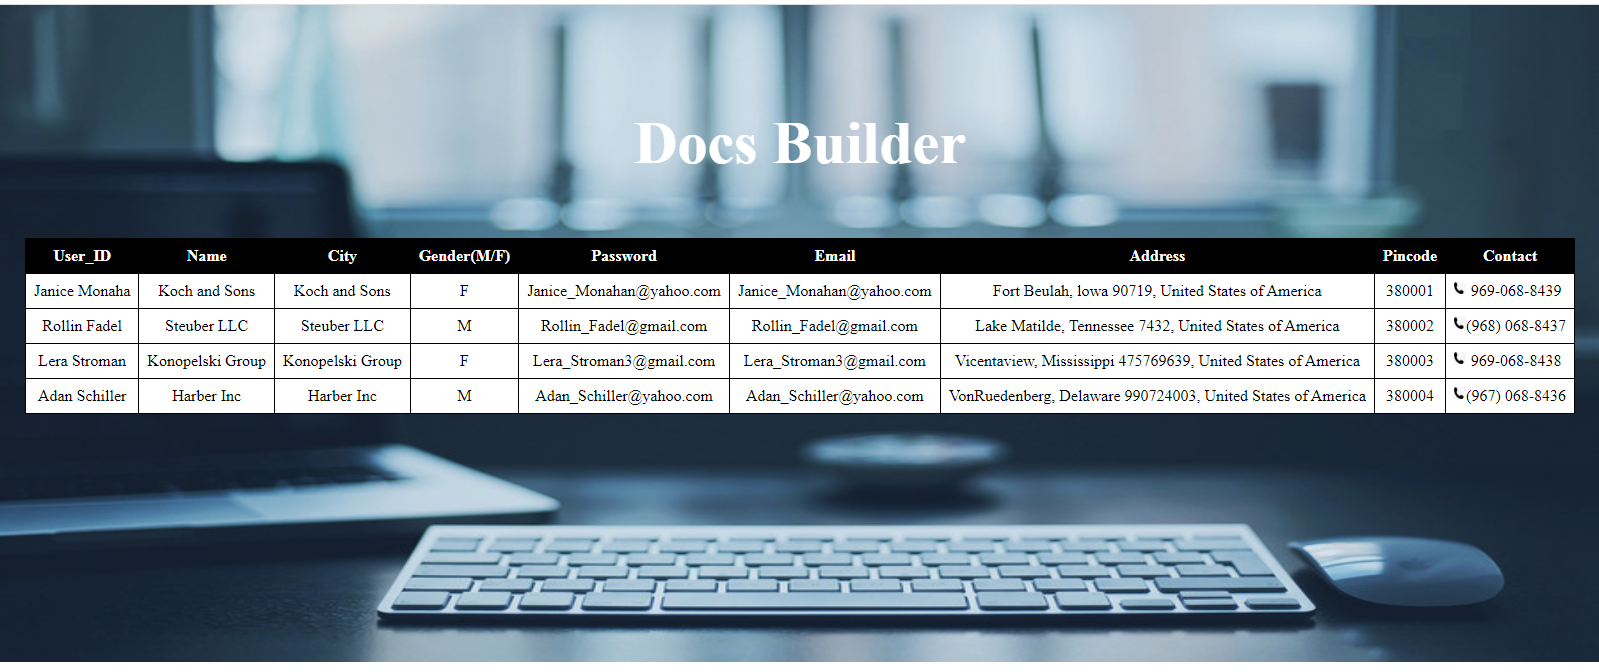 Docs Builder
User_ID Name City Gender(M/F) Password Email Address Pincode Contact
Janice Monaha Koch and Sons Koch and Sons F Janice_Monahan@yahoo.com Janice_Monahan@yahoo.com Fort Beulah, lowa 90719, United States of America 380001 969-068-8439
Rollin Fadel Steuber LLC Steuber LLC M Rollin_Fadel@gmail.com Rollin_Fadel@gmail.com Lake Matilde, Tennessee 7432, United States of America 380002 (968) 068-8437
Lera Stroman Konopelski Group Konopelski Group F Lera_Stroman3@gmail.com Lera_Stroman3@gmail.com Vicentaview, Mississippi 475769639, United States of America 380003 969-068-8438
Adan Schiller Harber Inc Harber Inc M Adan_Schiller@yahoo.com Adan_Schiller@yahoo.com VonRuedenberg, Delaware 990724003, United States of America 380004 (967) 068-8436